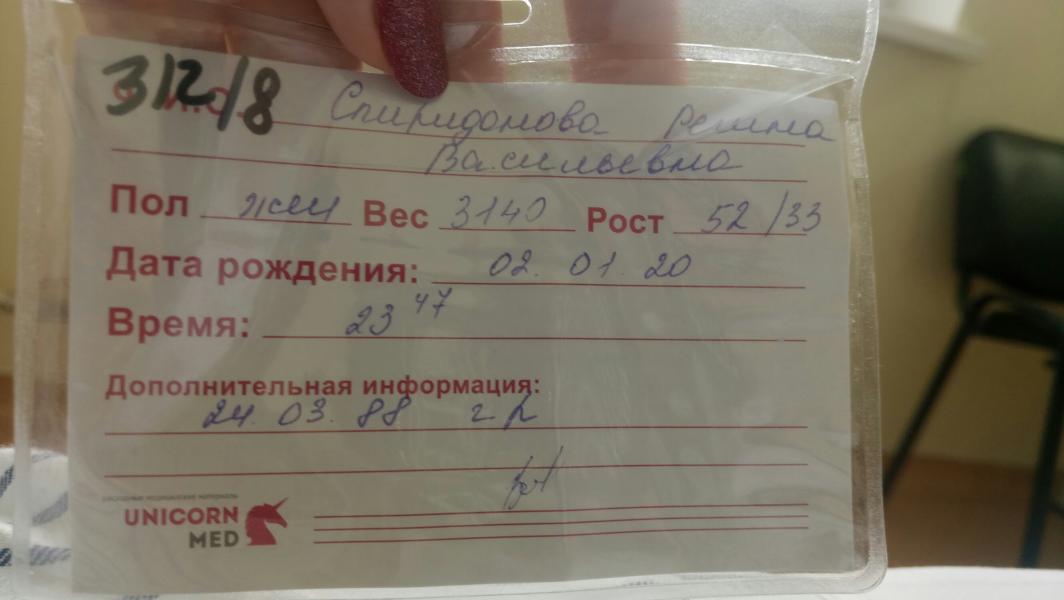 312/8 Спиридонова Регина
Васильевна
Пол жен Вес 3140 Рост 52/33
Дата рождения: 02. 01. 20
Время: 23 47
Дополнительная информация:
24. 03. 88 г.р
UNICORN
MED